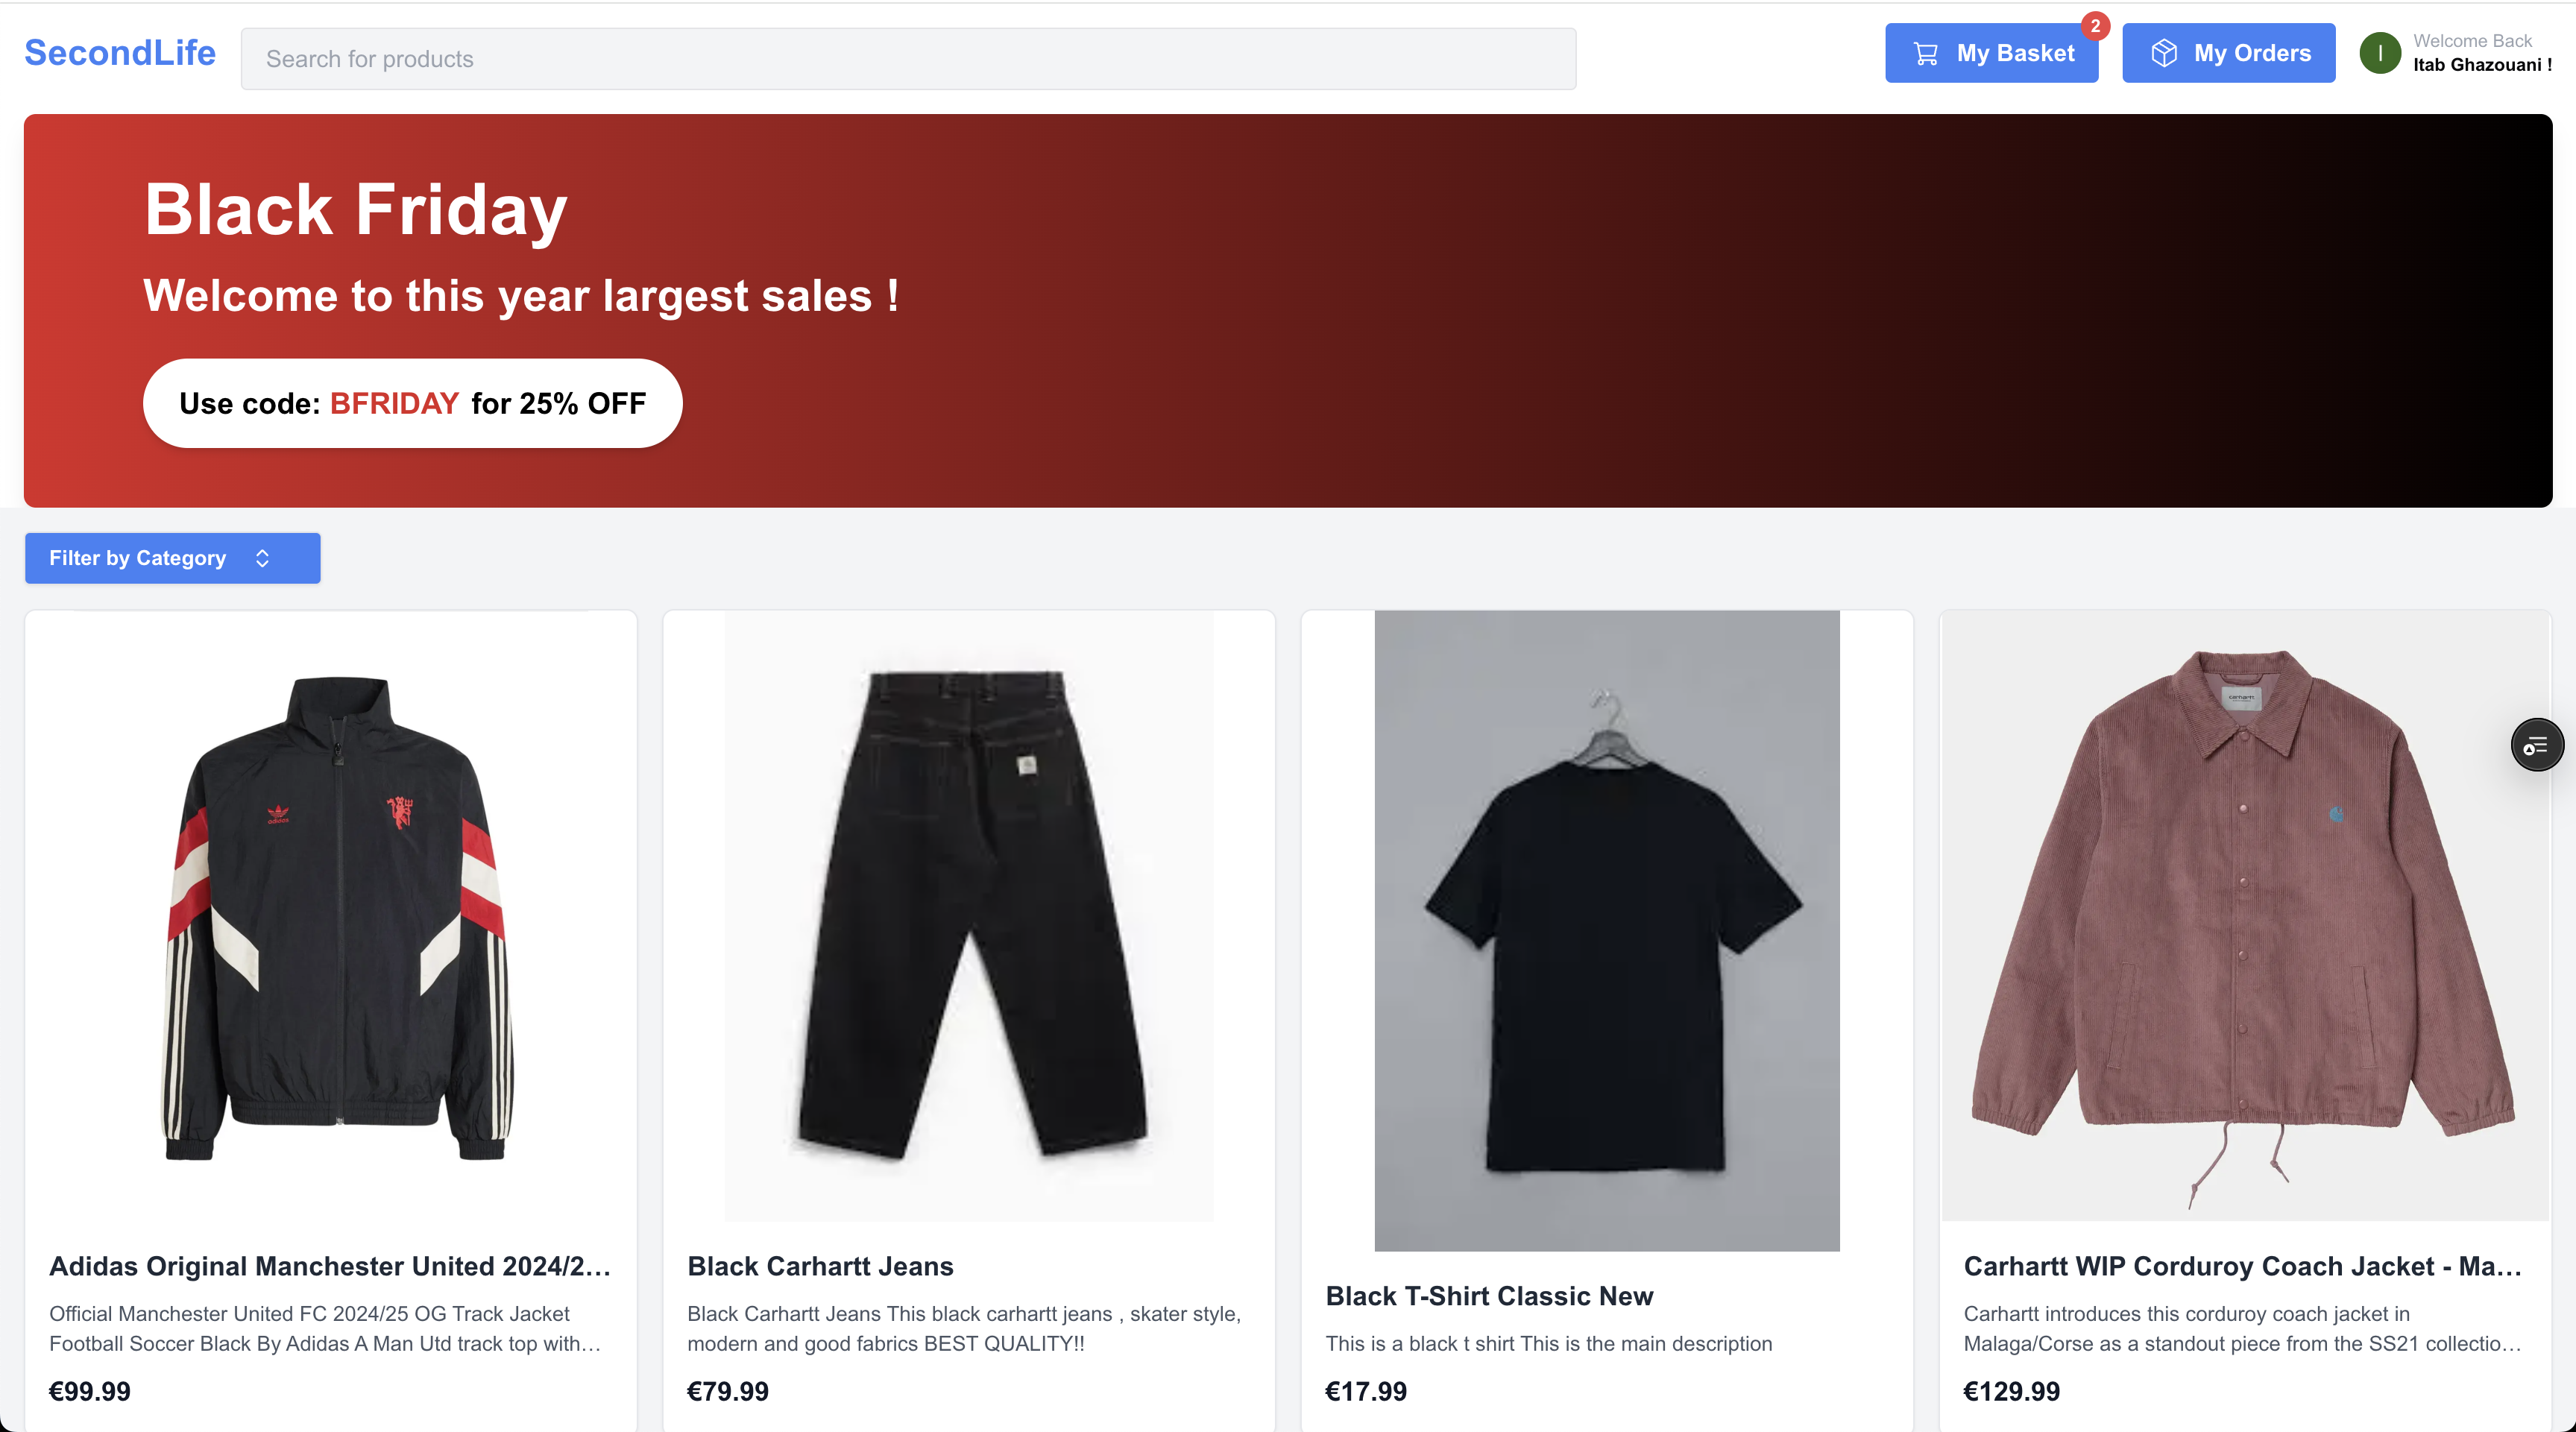 SecondLife
Search for products
My Basket
2
My Orders
I
Welcome Back
Itab Ghazouani !
Black Friday
Welcome to this year largest sales !
Use code: BFRIDAY for 25% OFF
Filter by Category
adidas
carhartt
Adidas Original Manchester United 2024/2...
Official Manchester United FC 2024/25 OG Track Jacket
Football Soccer Black By Adidas A Man Utd track top with...
€99.99
Black Carhartt Jeans
Black Carhartt Jeans This black carhartt jeans , skater style,
modern and good fabrics BEST QUALITY!!
€79.99
Black T-Shirt Classic New
This is a black t shirt This is the main description
€17.99
Carhartt WIP Corduroy Coach Jacket - Ma...
Carhartt introduces this corduroy coach jacket in
Malaga/Corse as a standout piece from the SS21 collectio...
€129.99